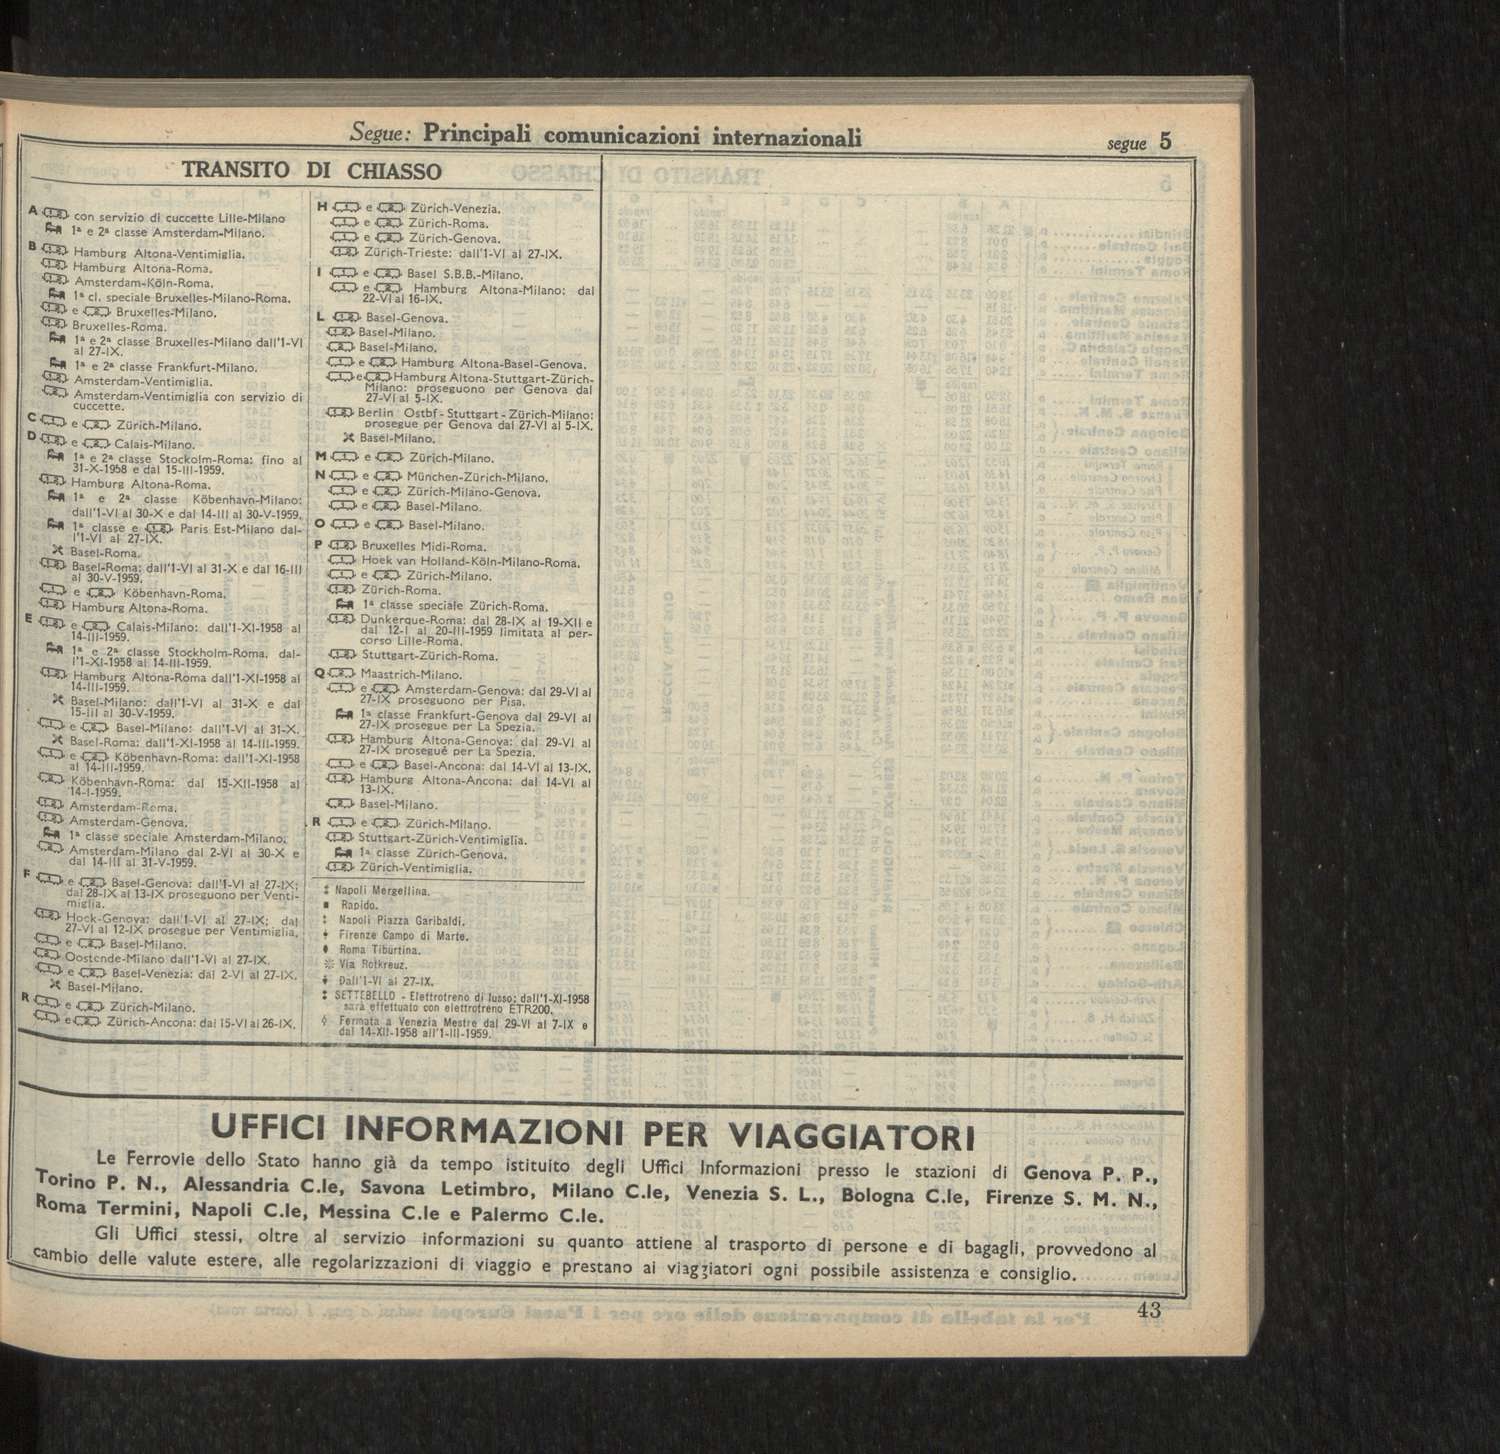 Segue: Principali comunicazioni internazionali
segue 5
TRANSITO DI CHIASSO
A con servizio di cuccette Lille-Milano
1ª e 2ª classe Amsterdam-Milano.
B Hamburg Altona-Ventimiglia.
Hamburg Altona-Roma.
Amsterdam-Köln-Roma.
1ª cl. speciale Bruxelles-Milano-Roma.
e Bruxelles-Milano.
Bruxelles-Roma.
1ª e 2ª classe Bruxelles-Milano dall'1-VI
al 27-IX.
1ª e 2ª classe Frankfurt-Milano.
Amsterdam-Ventimiglia.
Amsterdam-Ventimiglia con servizio di
cuccette.
C e Zürich-Milano.
D e Calais-Milano.
1ª e 2ª classe Stockolm-Roma: fino al
31-X-1958 e dal 15-III-1959.
Hamburg Altona-Roma.
1ª e 2ª classe Köbenhavn-Milano:
dall'1-VI al 30-X e dal 14-III al 30-V-1959.
1ª classe e Paris Est-Milano dal-
l'1-VI al 27-IX.
Basel-Roma.
Basel-Roma: dall'1-VI al 31-X e dal 16-III
al 30-V-1959.
e Köbenhavn-Roma.
Hamburg Altona-Roma.
E e Calais-Milano: dall'1-XI-1958 al
14-III-1959.
1ª e 2ª classe Stockholm-Roma, dal-
l'1-XI-1958 al 14-III-1959.
Hamburg Altona-Roma dall'1-XI-1958 al
14-III-1959.
Basel-Milano: dall'1-VI al 31-X e dal
15-III al 30-V-1959.
e Basel-Milano: dall'1-VI al 31-X.
Basel-Roma: dall'1-XI-1958 al 14-III-1959.
e Köbenhavn-Roma: dall'1-XI-1958
al 14-III-1959.
Köbenhavn-Roma: dal 15-XII-1958 al
14-I-1959.
Amsterdam-Roma.
Amsterdam-Genova.
1ª classe speciale Amsterdam-Milano.
Amsterdam-Milano dal 2-VI al 30-X e
dal 14-III al 31-V-1959.
F e Basel-Genova: dall'1-VI al 27-IX;
dal 28-IX al 13-IX proseguono per Venti-
miglia.
Hock-Genova: dall'1-VI al 27-IX; dal
27-VI al 12-IX prosegue per Ventimiglia.
e Basel-Milano.
Oostende-Milano dall'1-VI al 27-IX.
e Basel-Venezia: dal 2-VI al 27-IX.
Basel-Milano.
R e Zürich-Milano.
e Zürich-Ancona: dal 15-VI al 26-IX.
H e Zürich-Venezia.
e Zürich-Roma.
e Zürich-Genova.
Zürich-Trieste: dall'1-VI al 27-IX.
I e Basel S.B.B.-Milano.
e Hamburg Altona-Milano: dal
22-VI al 16-IX.
L Basel-Genova.
Basel-Milano.
Basel-Milano.
e Hamburg Altona-Basel-Genova.
e Hamburg Altona-Stuttgart-Zürich-
Milano: proseguono per Genova dal
27-VI al 5-IX.
Berlin Ostbf-Stuttgart-Zürich-Milano:
prosegue per Genova dal 27-VI al 5-IX.
Basel-Milano.
M e Zürich-Milano.
N e München-Zürich-Milano.
e Zürich-Milano-Genova.
e Basel-Milano.
O e Basel-Milano.
P Bruxelles Midi-Roma.
Hoek van Holland-Köln-Milano-Roma.
e Zürich-Milano.
Zürich-Roma.
1ª classe speciale Zürich-Roma.
Dunkerque-Roma: dal 28-IX al 19-XII e
dal 12-I al 20-III-1959 limitata al per-
corso Lille-Roma.
Stuttgart-Zürich-Roma.
Q Maastrich-Milano.
e Amsterdam-Genova: dal 29-VI al
27-IX proseguono per Pisa.
1ª classe Frankfurt-Genova dal 29-VI al
27-IX prosegue per La Spezia.
Hamburg Altona-Genova: dal 29-VI al
27-IX prosegue per La Spezia.
e Basel-Ancona: dal 14-VI al 13-IX.
Hamburg Altona-Ancona: dal 14-VI al
13-IX.
Basel-Milano.
R e Zürich-Milano.
Stuttgart-Zürich-Ventimiglia.
1ª classe Zürich-Genova.
Zürich-Ventimiglia.
‡ Napoli Mergellina.
■ Rapido.
Napoli Piazza Garibaldi.
Firenze Campo di Marte.
Roma Tiburtina.
Via Rotkreuz.
Dall'1-VI al 27-IX.
SETTEBELLO - Elettrotreno di lusso; dall'1-XI-1958
sarà effettuato con elettrotreno ETR200.
◊ Fermata a Venezia Mestre dal 29-VI al 7-IX e
dal 14-XII-1958 all'1-III-1959.
UFFICI INFORMAZIONI PER VIAGGIATORI
Le Ferrovie dello Stato hanno già da tempo istituito degli Uffici Informazioni presso le stazioni di Genova P. P.,
Torino P. N., Alessandria C.le, Savona Letimbro, Milano C.le, Venezia S. L., Bologna C.le, Firenze S. M. N.,
Roma Termini, Napoli C.le, Messina C.le e Palermo C.le.
Gli Uffici stessi, oltre al servizio informazioni su quanto attiene al trasporto di persone e di bagagli, provvedono al
cambio delle valute estere, alle regolarizzazioni di viaggio e prestano ai viaggiatori ogni possibile assistenza e consiglio.
43